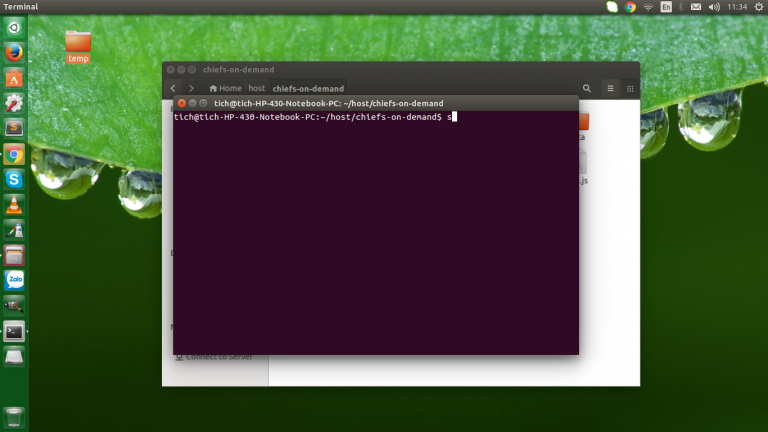 Terminal
En
11:34
temp
chiefs-on-demand
Home host chiefs-on-demand
tich@tich-HP-430-Notebook-PC: ~/host/chiefs-on-demand
tich@tich-HP-430-Notebook-PC:~/host/chiefs-on-demand$ s
.js
Zalo
Connect to Server